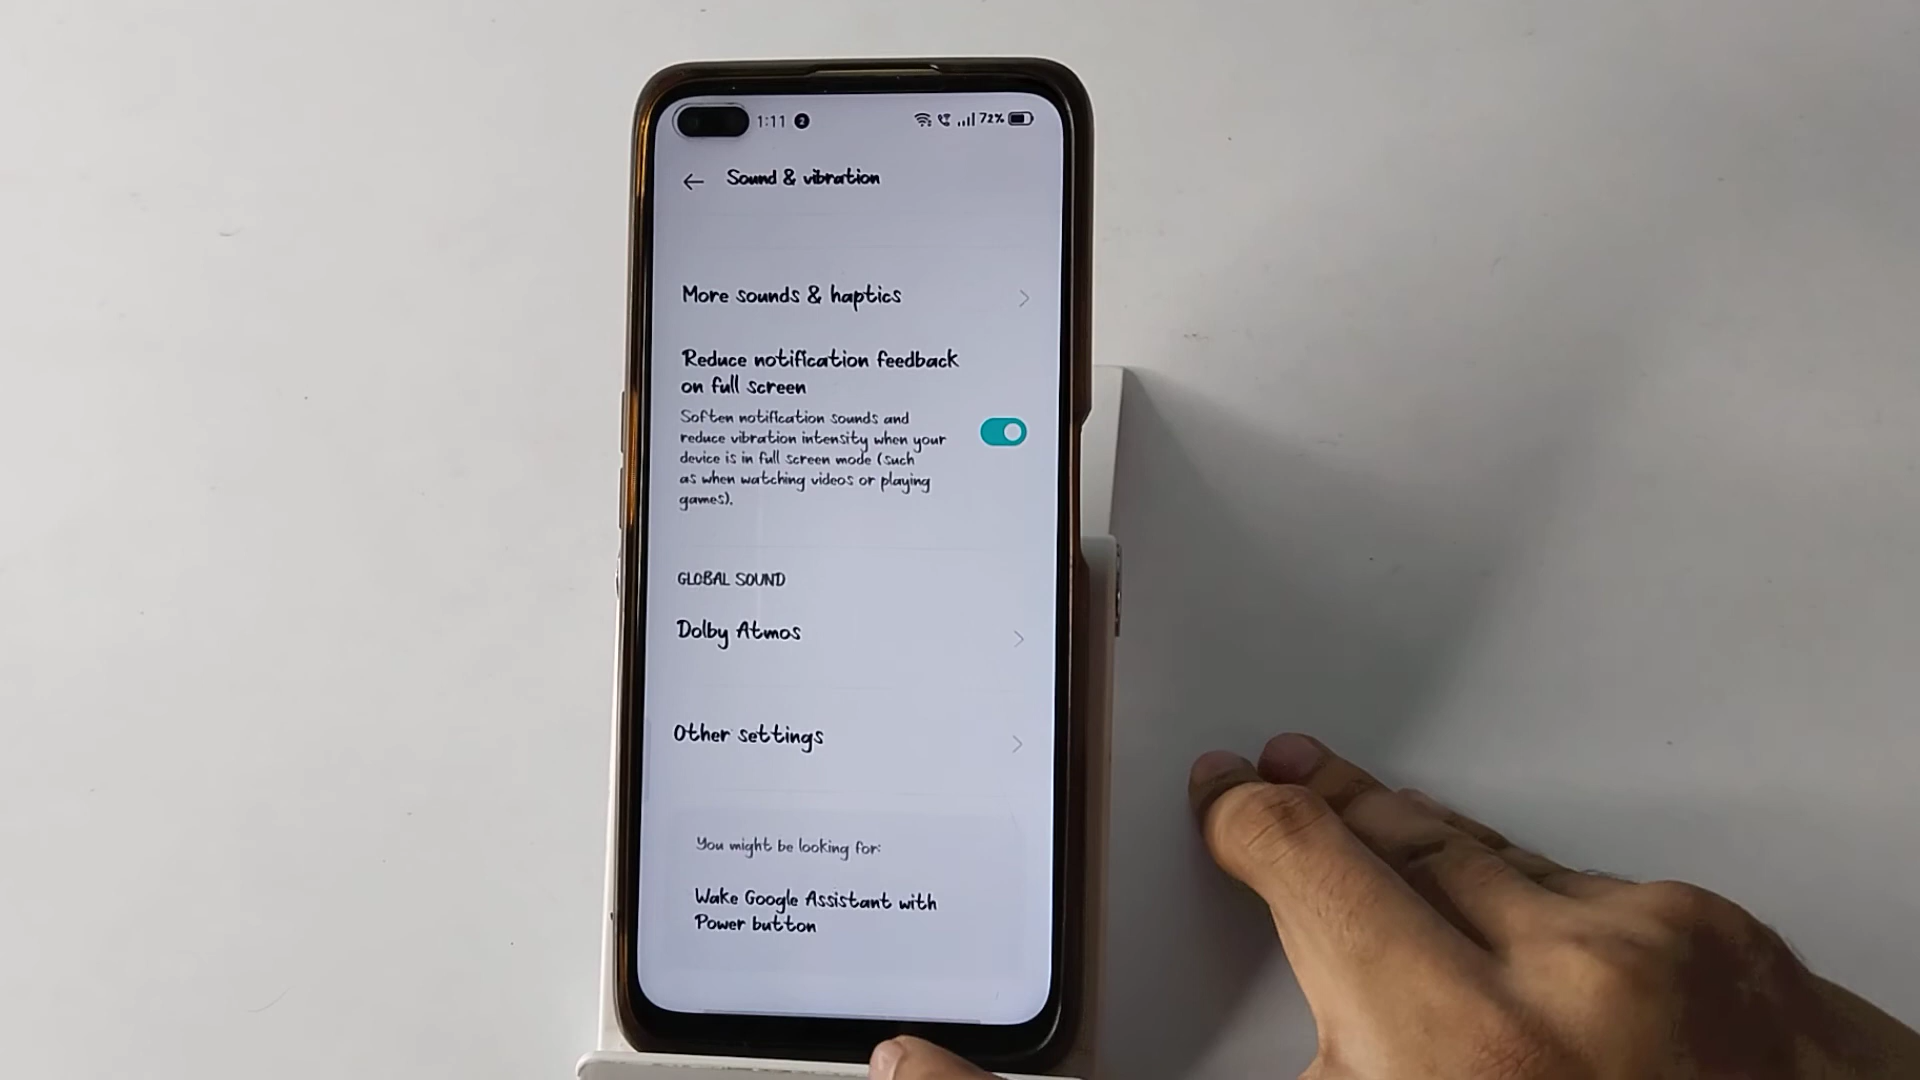 1:11 2 72%
Sound & vibration
More sounds & haptics
Reduce notification feedback
on full screen
Soften notification sounds and
reduce vibration intensity when your
device is in full screen mode (such
as when watching videos or playing
games).
GLOBAL SOUND
Dolby Atmos
Other settings
You might be looking for:
Wake Google Assistant with
Power button